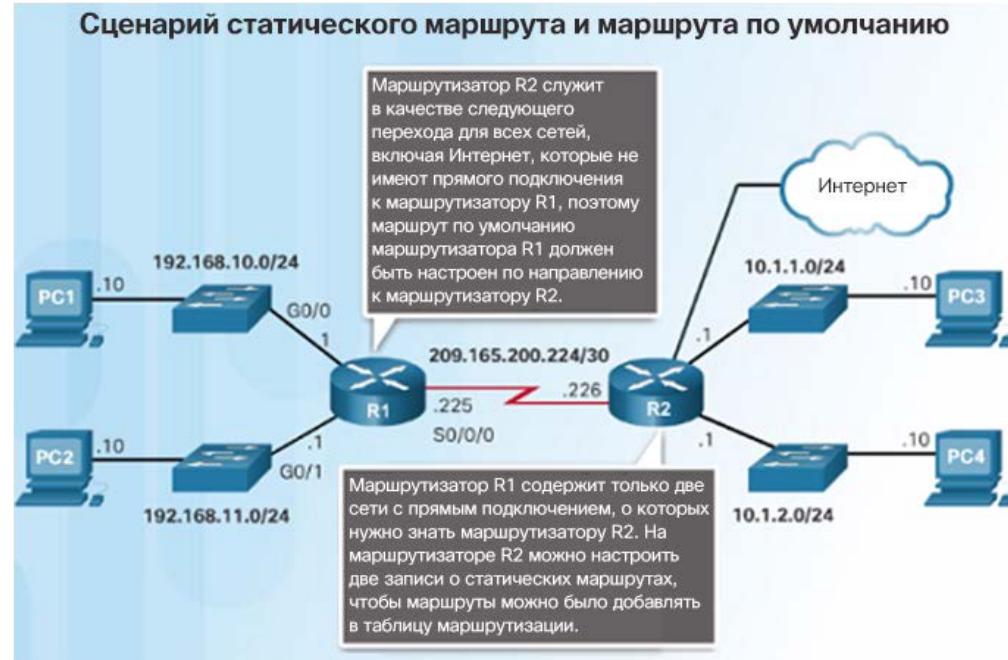 Сценарий статического маршрута и маршрута по умолчанию
Маршрутизатор R2 служит
в качестве следующего
перехода для всех сетей,
включая Интернет, которые не
имеют прямого подключения
к маршрутизатору R1, поэтому
маршрут по умолчанию
маршрутизатора R1 должен
быть настроен по направлению
к маршрутизатору R2.
Интернет
192.168.10.0/24
10.1.1.0/24
PC1
.10
G0/0
1
.10
PC3
.1
209.165.200.224/30
R1
.225
.226
R2
S0/0/0
PC2
.10
.1
G0/1
.1
.10
PC4
192.168.11.0/24
10.1.2.0/24
Маршрутизатор R1 содержит только две
сети с прямым подключением, о которых
нужно знать маршрутизатору R2. На
маршрутизаторе R2 можно настроить
две записи о статических маршрутах,
чтобы маршруты можно было добавлять
в таблицу маршрутизации.